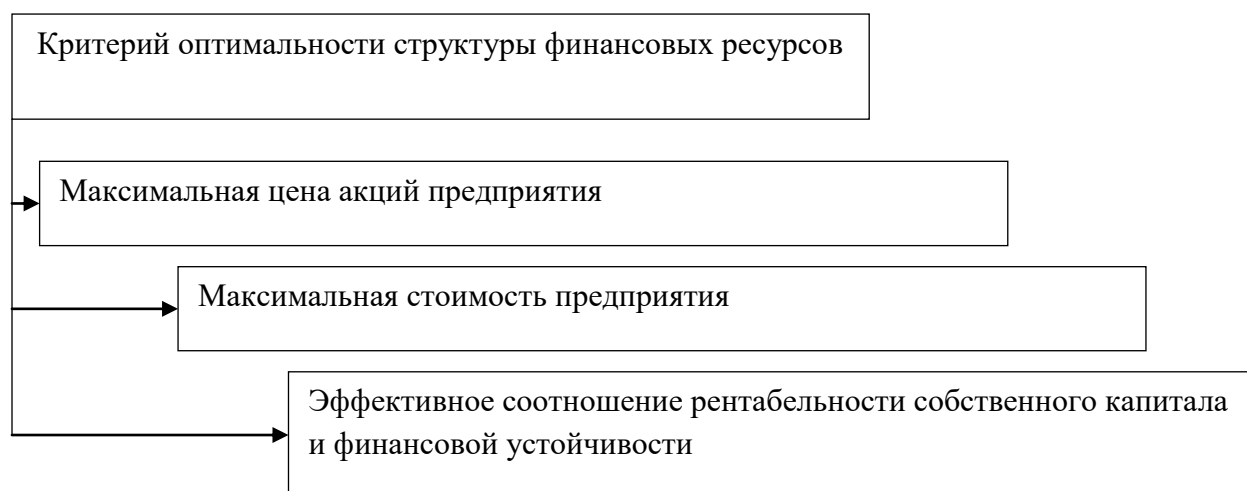 Критерий оптимальности структуры финансовых ресурсов
Максимальная цена акций предприятия
Максимальная стоимость предприятия
Эффективное соотношение рентабельности собственного капитала
и финансовой устойчивости